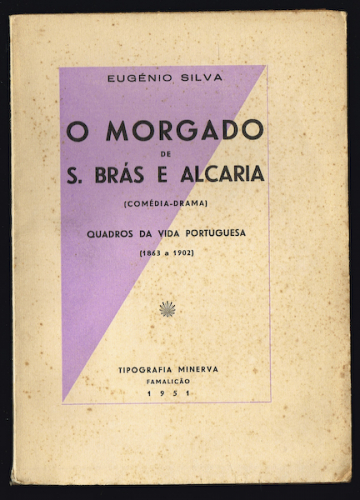 EUGÉNIO SILVA
O MORGADO
DE
S. BRÁS E ALCARIA
(COMÉDIA-DRAMA)
QUADROS DA VIDA PORTUGUESA
(1863 a 1902)
TIPOGRAFIA MINERVA
FAMALICÃO
1951